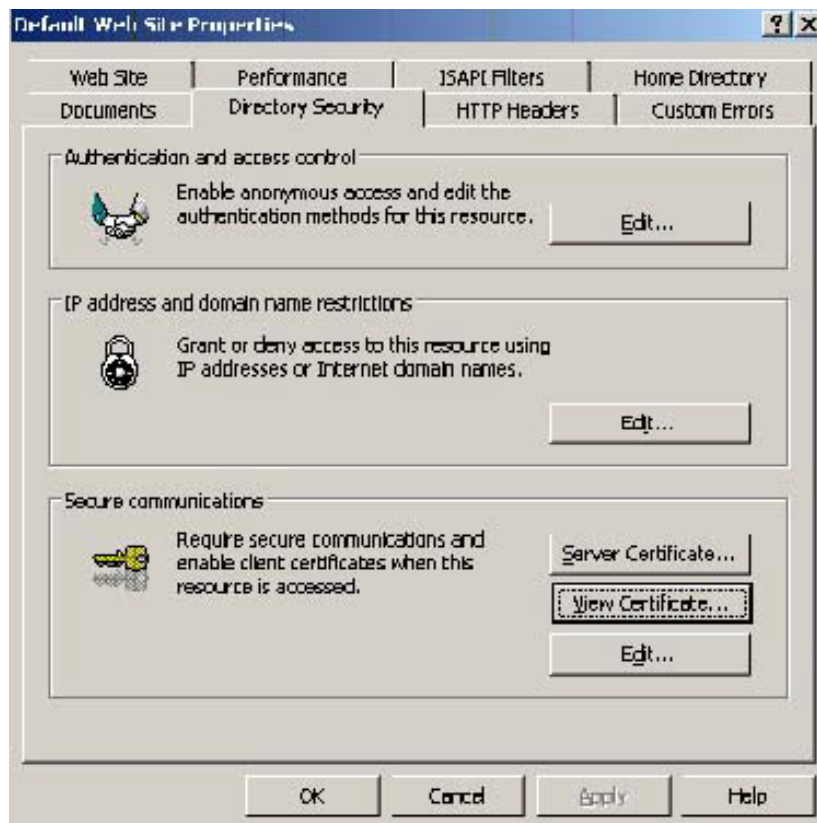 Default Web Site Properties
? X
Web Site Performance ISAPI Filters Home Directory
Documents Directory Security HTTP Headers Custom Errors
Authentication and access control
Enable anonymous access and edit the
authentication methods for this resource.
Edit...
IP address and domain name restrictions
Grant or deny access to this resource using
IP addresses or Internet domain names.
Edit...
Secure communications
Require secure communications and
enable client certificates when this
resource is accessed.
Server Certificate...
View Certificate...
Edit...
OK Cancel Apply Help